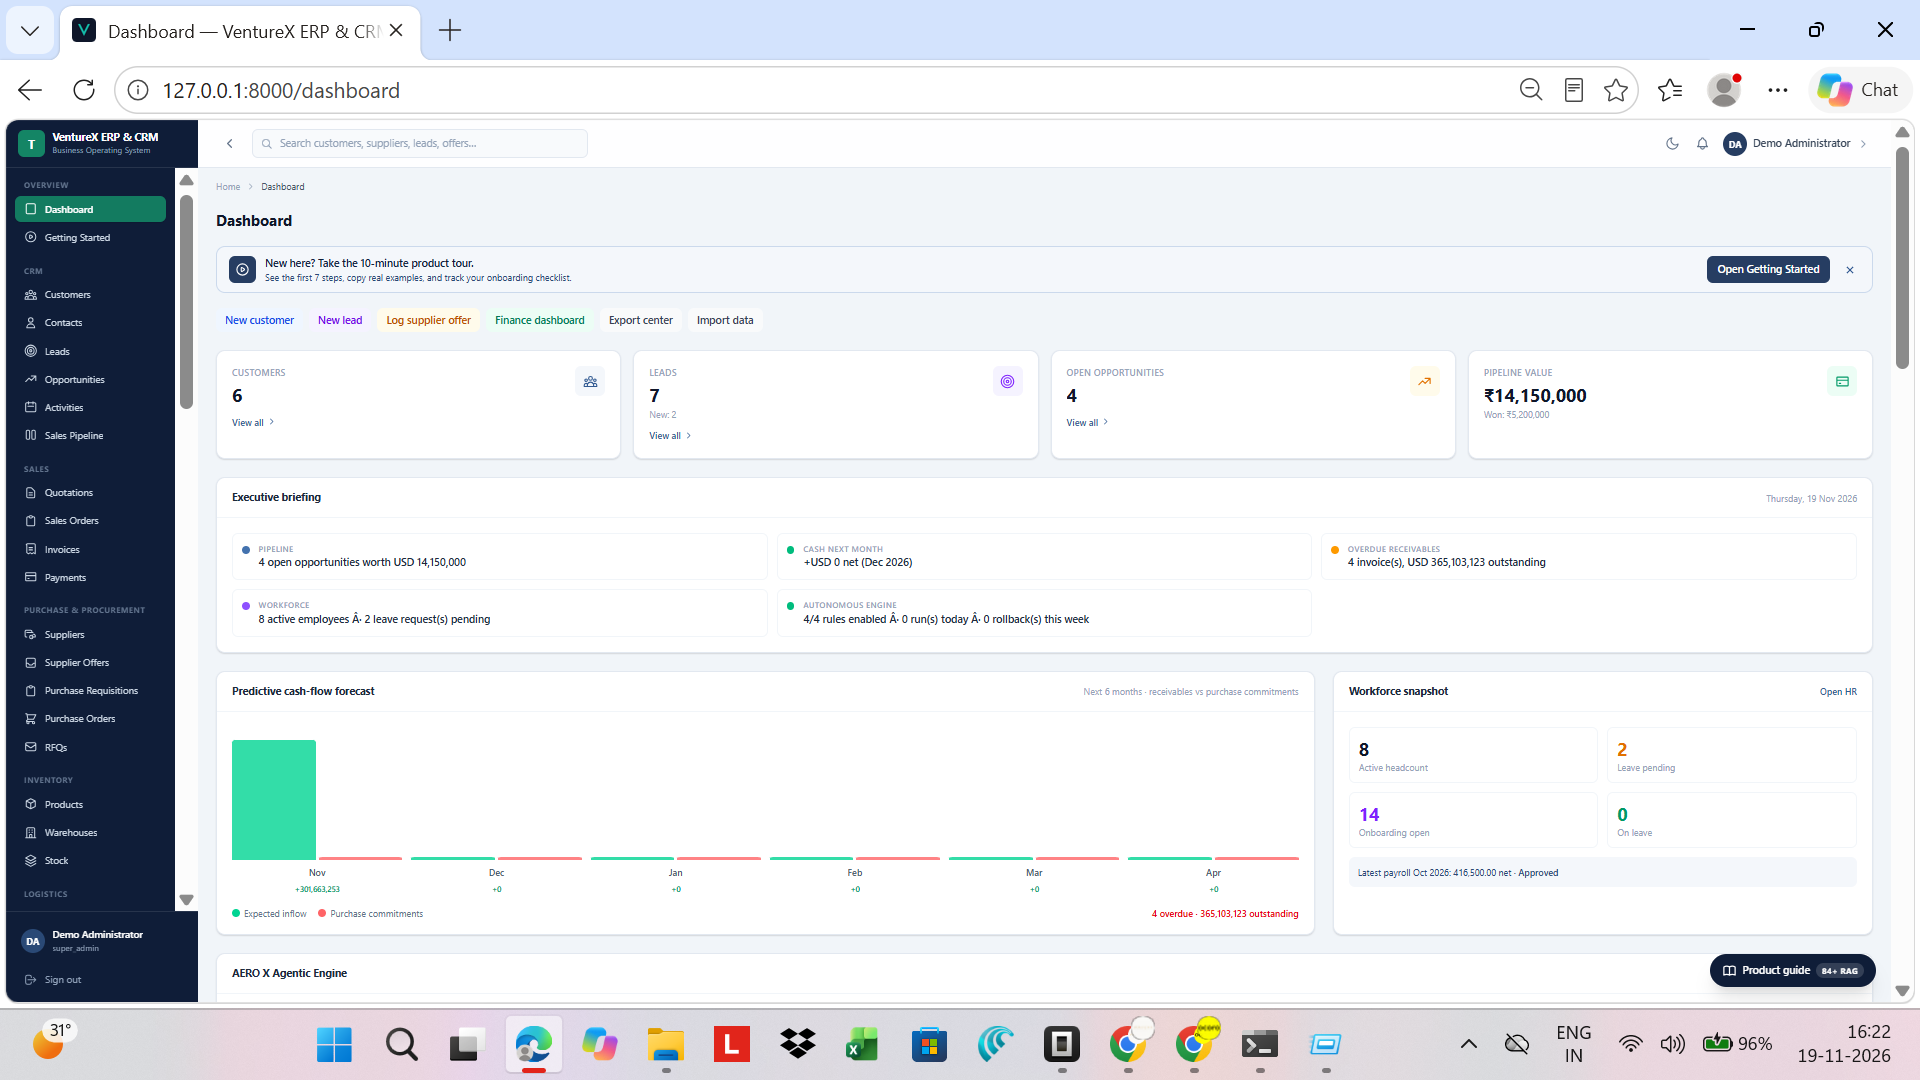 Dashboard — VentureX ERP & CR
127.0.0.1:8000/dashboard
Chat
T
VentureX ERP & CRM
Business Operating System
Search customers, suppliers, leads, offers...
DA
Demo Administrator
OVERVIEW
Dashboard
Getting Started
CRM
Customers
Contacts
Leads
Opportunities
Activities
Sales Pipeline
SALES
Quotations
Sales Orders
Invoices
Payments
PURCHASE & PROCUREMENT
Suppliers
Supplier Offers
Purchase Requisitions
Purchase Orders
RFQs
INVENTORY
Products
Warehouses
Stock
LOGISTICS
DA
Demo Administrator
super_admin
Sign out
Home > Dashboard
Dashboard
New here? Take the 10-minute product tour.
See the first 7 steps, copy real examples, and track your onboarding checklist.
Open Getting Started
New customer New lead Log supplier offer Finance dashboard Export center Import data
CUSTOMERS
6
View all
LEADS
7
New: 2
View all
OPEN OPPORTUNITIES
4
View all
PIPELINE VALUE
₹14,150,000
Won: ₹5,200,000
Executive briefing
Thursday, 19 Nov 2026
PIPELINE
4 open opportunities worth USD 14,150,000
CASH NEXT MONTH
+USD 0 net (Dec 2026)
OVERDUE RECEIVABLES
4 invoice(s), USD 365,103,123 outstanding
WORKFORCE
8 active employees Â· 2 leave request(s) pending
AUTONOMOUS ENGINE
4/4 rules enabled Â· 0 run(s) today Â· 0 rollback(s) this week
Predictive cash-flow forecast
Next 6 months · receivables vs purchase commitments
Nov Dec Jan Feb Mar Apr
+301,663,253 +0 +0 +0 +0 +0
Expected inflow Purchase commitments
4 overdue · 365,103,123 outstanding
Workforce snapshot
Open HR
8
Active headcount
2
Leave pending
14
Onboarding open
0
On leave
Latest payroll Oct 2026: 416,500.00 net · Approved
AERO X Agentic Engine
Product guide 84+ RAG
31°
L
ENG
IN
96%
16:22
19-11-2026